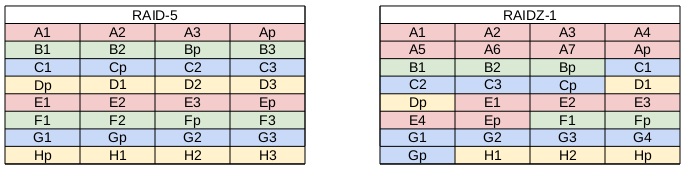 RAID-5
A1 A2 A3 Ap
B1 B2 Bp B3
C1 Cp C2 C3
Dp D1 D2 D3
E1 E2 E3 Ep
F1 F2 Fp F3
G1 Gp G2 G3
Hp H1 H2 H3
RAIDZ-1
A1 A2 A3 A4
A5 A6 A7 Ap
B1 B2 Bp C1
C2 C3 Cp D1
Dp E1 E2 E3
E4 Ep F1 Fp
G1 G2 G3 G4
Gp H1 H2 Hp